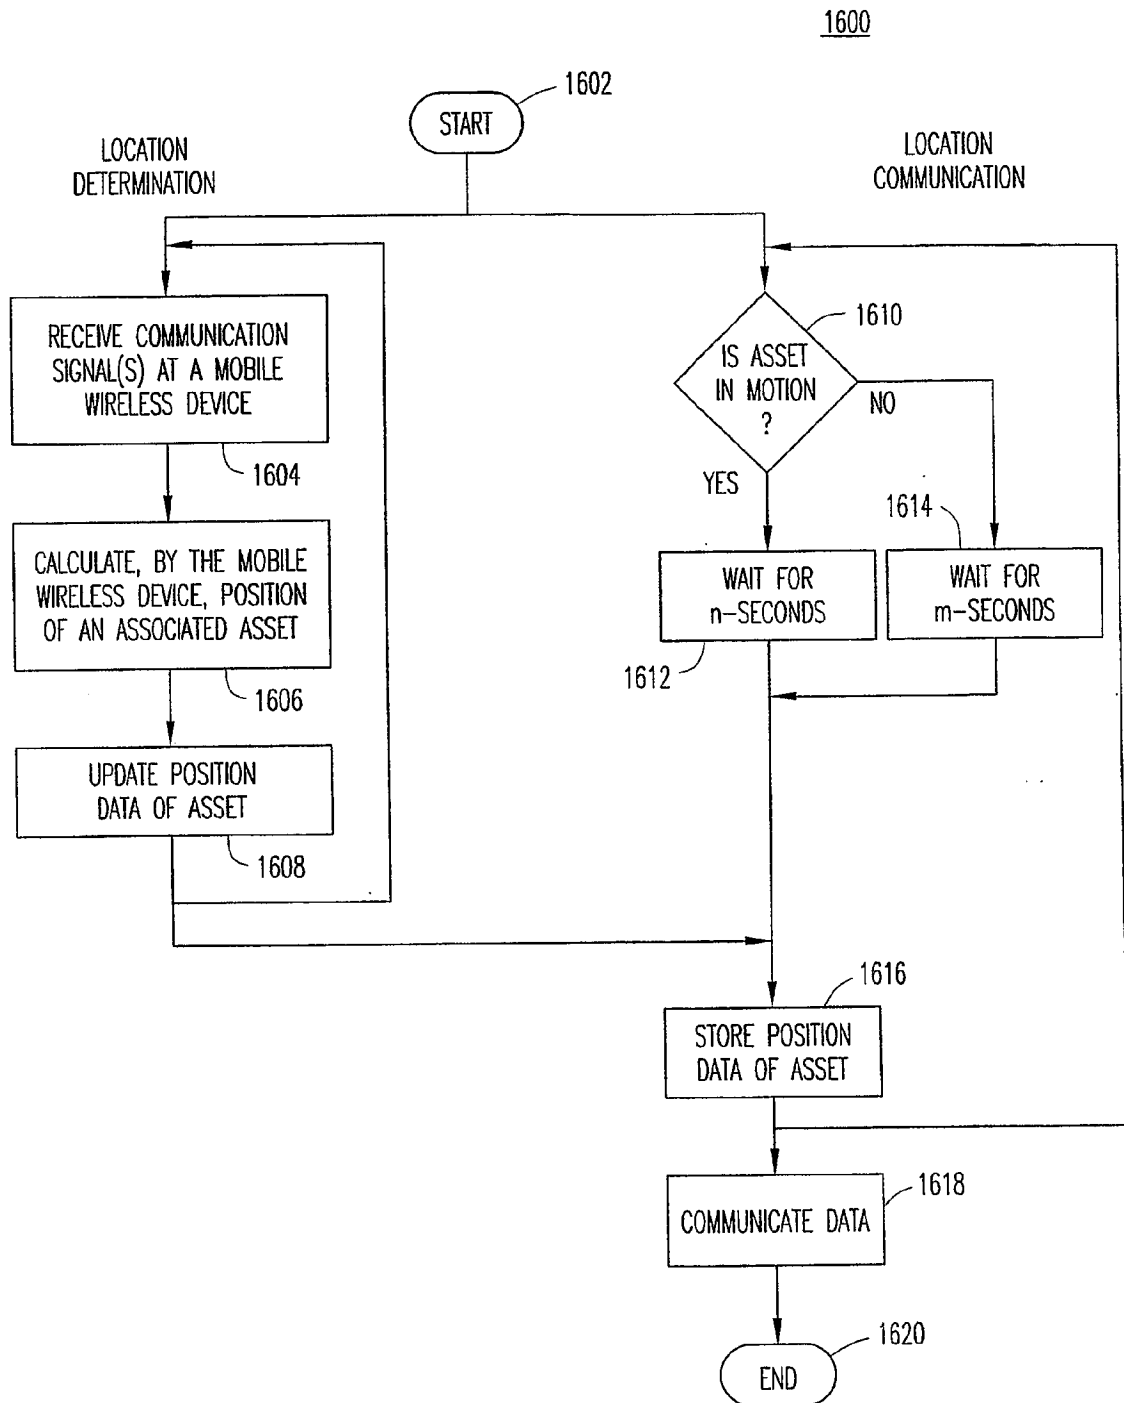 1600
1602
START
LOCATION
DETERMINATION
LOCATION
COMMUNICATION
RECEIVE COMMUNICATION
SIGNAL(S) AT A MOBILE
WIRELESS DEVICE
1604
CALCULATE, BY THE MOBILE
WIRELESS DEVICE, POSITION
OF AN ASSOCIATED ASSET
1606
UPDATE POSITION
DATA OF ASSET
1608
1610
IS ASSET
IN MOTION
?
NO
YES
1614
WAIT FOR
n-SECONDS
1612
WAIT FOR
m-SECONDS
1616
STORE POSITION
DATA OF ASSET
1618
COMMUNICATE DATA
1620
END